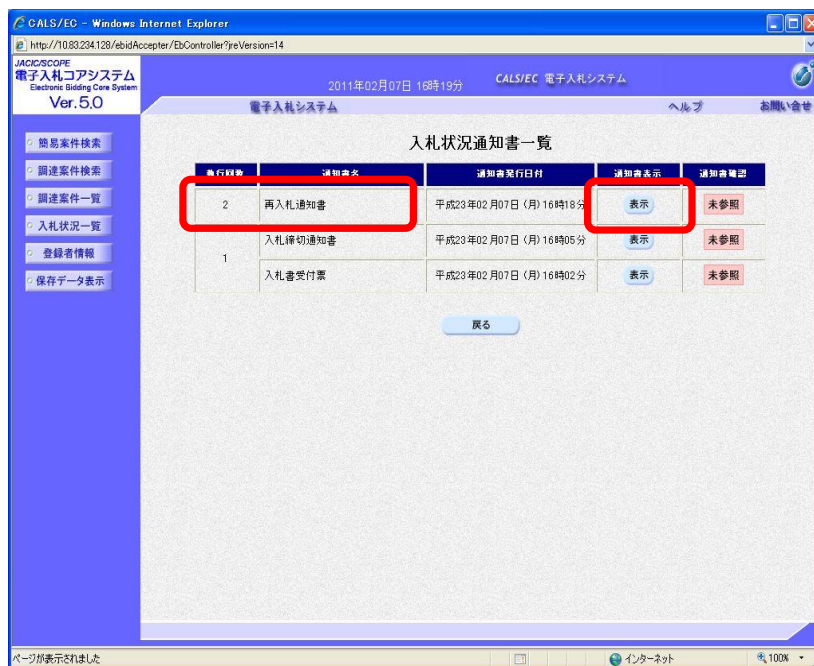 CALS/EC - Windows Internet Explorer
http://10.83.234.128/ebidAccepter/EbController?jreVersion=14
JACIC/SCOPE
電子入札コアシステム
Electronic Bidding Core System
Ver.5.0
2011年02月07日 16時19分
CALS/EC 電子入札システム
電子入札システム
ヘルプ
お問い合せ
簡易案件検索
調達案件検索
調達案件一覧
入札状況一覧
登録者情報
保存データ表示
入札状況通知書一覧
執行回数 通知書名 通知書発行日付 通知書表示 通知書確認
2 再入札通知書 平成23年02月07日(月)16時18分 表示 未参照
1 入札締切通知書 平成23年02月07日(月)16時05分 表示 未参照
入札書受付票 平成23年02月07日(月)16時02分 表示 未参照
戻る
ページが表示されました
インターネット
100%